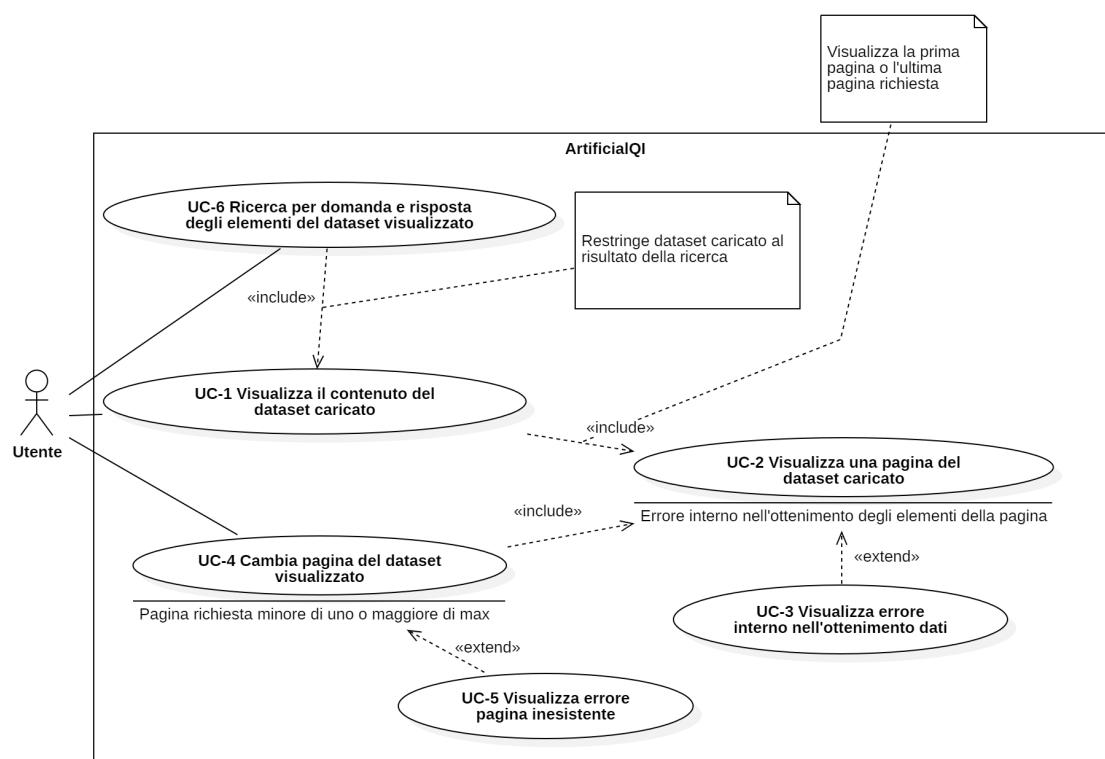 Visualizza la prima
pagina o l'ultima
pagina richiesta
ArtificialQI
UC-6 Ricerca per domanda e risposta
degli elementi del dataset visualizzato
Restringe dataset caricato al
risultato della ricerca
«include»
UC-1 Visualizza il contenuto del
dataset caricato
Utente
«include»
UC-2 Visualizza una pagina del
dataset caricato
Errore interno nell'ottenimento degli elementi della pagina
«include»
UC-4 Cambia pagina del dataset
visualizzato
Pagina richiesta minore di uno o maggiore di max
«extend»
UC-3 Visualizza errore
interno nell'ottenimento dati
«extend»
UC-5 Visualizza errore
pagina inesistente